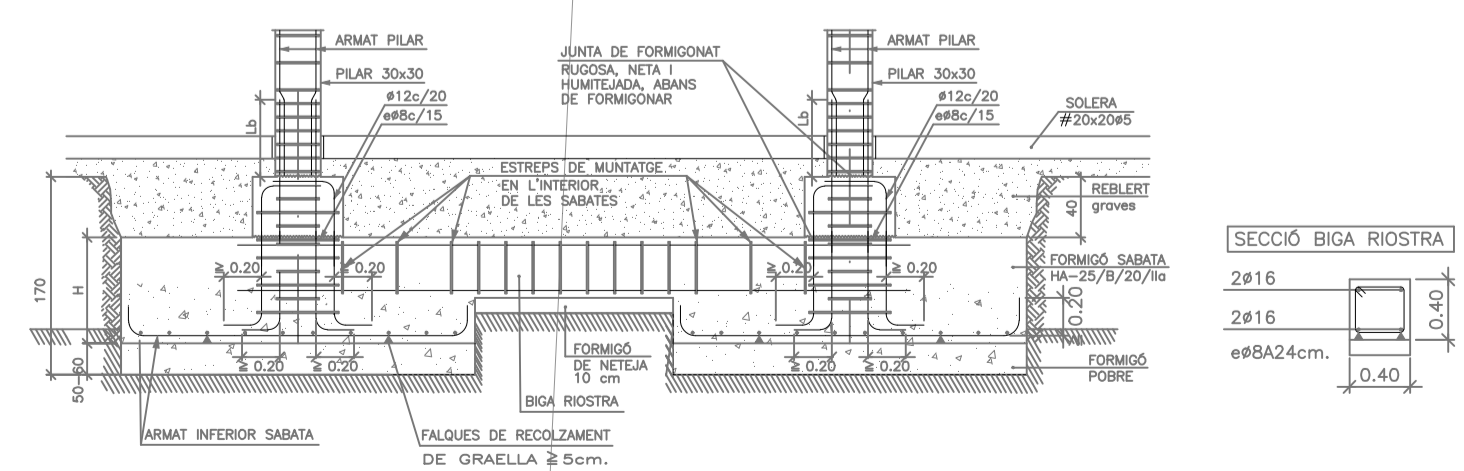 ARMAT PILAR
PILAR 30x30
ø12c/20
eø8c/15
Lb
JUNTA DE FORMIGONAT
RUGOSA, NETA I
HUMITEJADA, ABANS
DE FORMIGONAR
ARMAT PILAR
PILAR 30x30
ø12c/20
eø8c/15
Lb
SOLERA
#20x20ø5
ESTREPS DE MUNTATGE
EN L'INTERIOR
DE LES SABATES
REBLERT
graves
40
170
H
50-60
≧ 0.20
≧ 0.20
≧ 0.20
≧ 0.20
FORMIGÓ SABATA
HA-25/B/20/IIa
0.20
≧ 0.20
≧ 0.20
≧ 0.20
≧ 0.20
FORMIGÓ
DE NETEJA
10 cm
FORMIGÓ
POBRE
BIGA RIOSTRA
ARMAT INFERIOR SABATA
FALQUES DE RECOLZAMENT
DE GRAELLA ≧ 5cm.
SECCIÓ BIGA RIOSTRA
2ø16
2ø16
eø8A24cm.
0.40
0.40